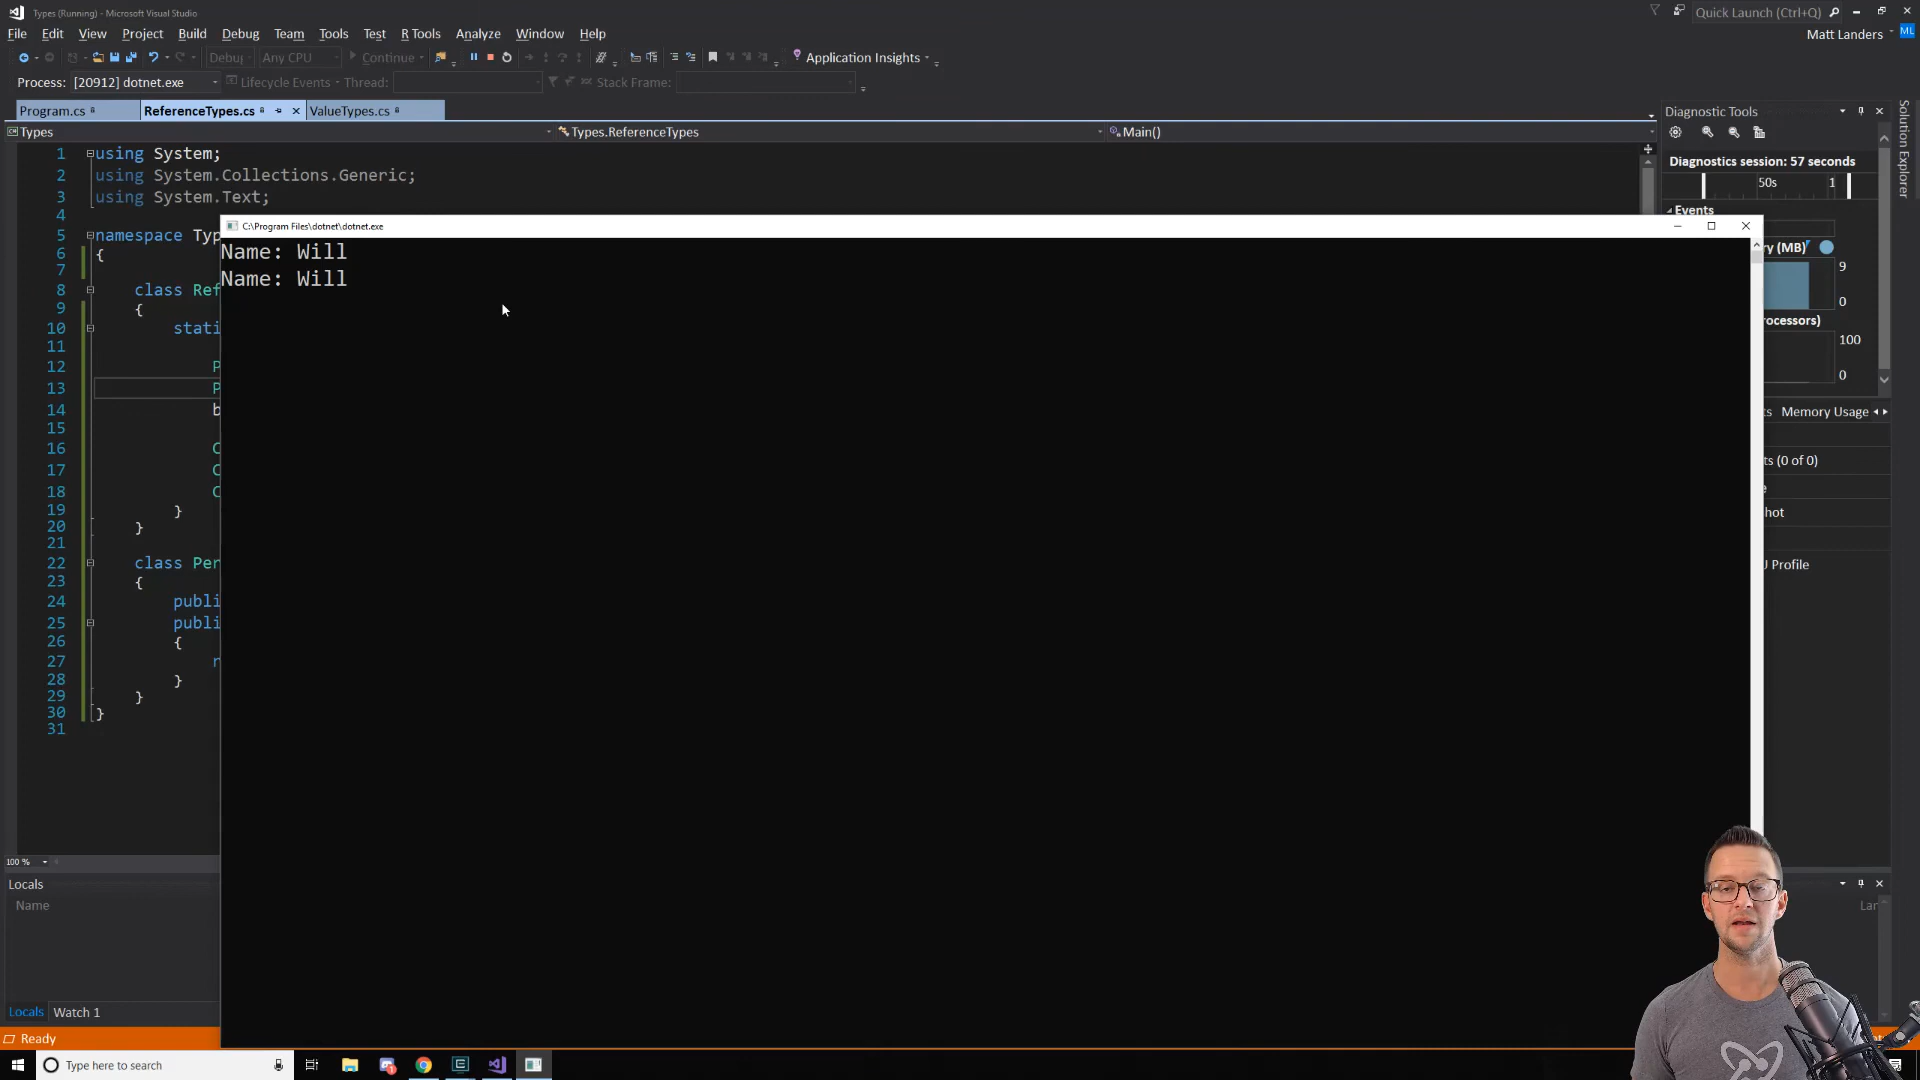 Types (Running) - Microsoft Visual Studio
Quick Launch (Ctrl+Q)
File Edit View Project Build Debug Team Tools Test R Tools Analyze Window Help
Matt Landers ML
Debug Any CPU Continue Application Insights
Process: [20912] dotnet.exe Lifecycle Events Thread: Stack Frame:
Program.cs ReferenceTypes.cs ValueTypes.cs
Types Types.ReferenceTypes Main()
Diagnostic Tools
Solution Explorer
Diagnostics session: 57 seconds
50s 1
Events
ry (MB)
9
0
rocessors)
100
0
ts Memory Usage
ts (0 of 0)
e
hot
J Profile
1 using System;
2 using System.Collections.Generic;
3 using System.Text;
4
5 namespace Typ
6 {
7
8 class Ref
9 {
10 stati
11
12 P
13 P
14 b
15
16 C
17 C
18 C
19 }
20 }
21
22 class Per
23 {
24 publi
25 publi
26 {
27 r
28 }
29 }
30 }
31
C:\Program Files\dotnet\dotnet.exe
Name: Will
Name: Will
100 %
Locals
Name
Lar
Locals Watch 1
Ready
Type here to search